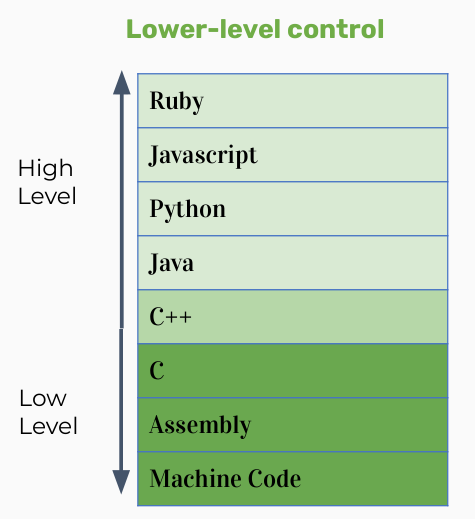 Lower-level control
High
Level
Ruby
Javascript
Python
Java
C++
C
Assembly
Machine Code
Low
Level